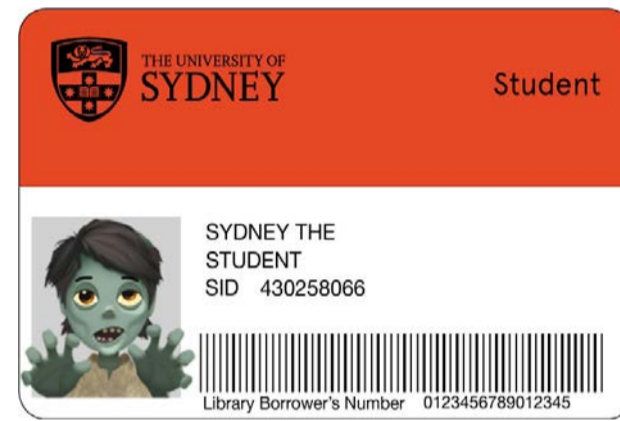 THE UNIVERSITY OF
SYDNEY
Student
SYDNEY THE
STUDENT
SID 430258066
Library Borrower's Number 0123456789012345